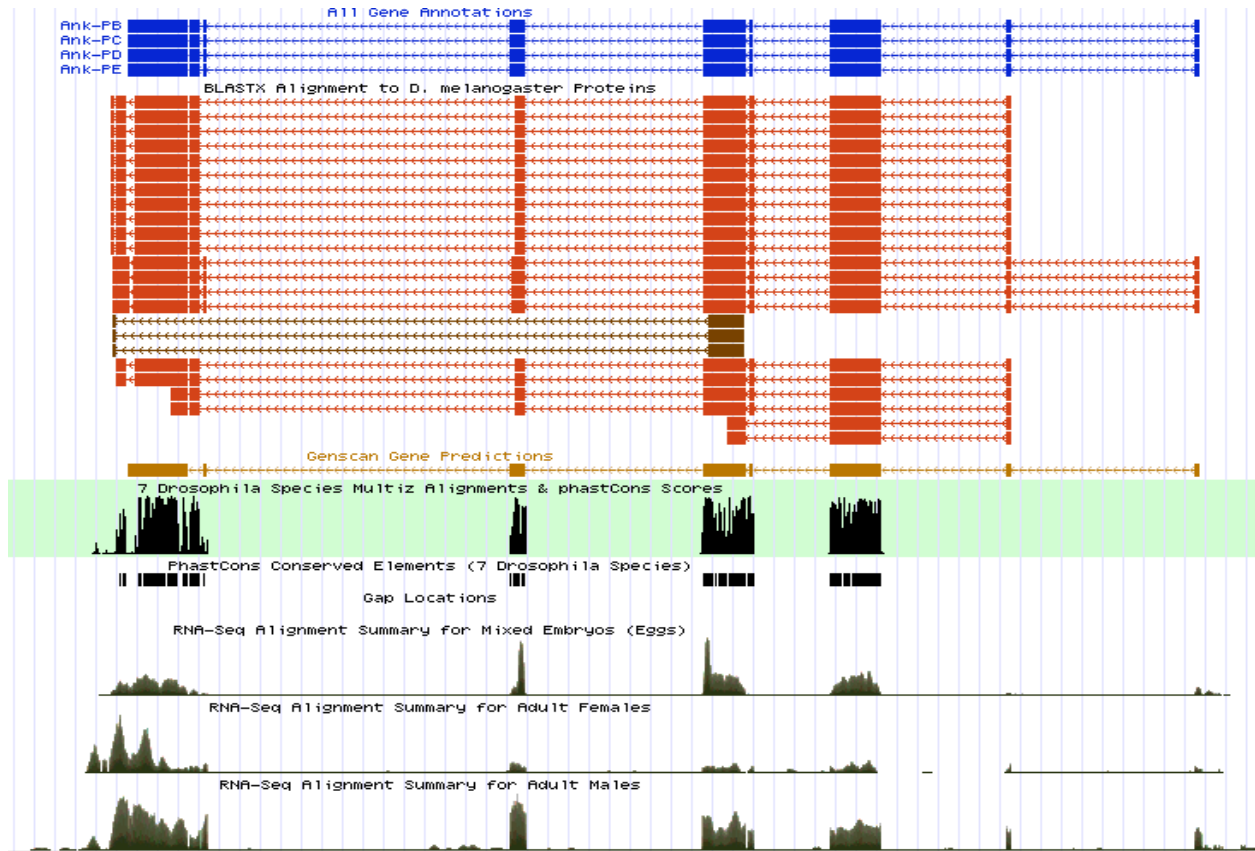 All Gene Annotations
Ank-PB
Ank-PC
Ank-PD
Ank-PE
BLASTX Alignment to D. melanogaster Proteins
Genscan Gene Predictions
7 Drosophila Species Multiz Alignments & phastCons Scores
PhastCons Conserved Elements (7 Drosophila Species)
Gap Locations
RNA-Seq Alignment Summary for Mixed Embryos (Eggs)
RNA-Seq Alignment Summary for Adult Females
RNA-Seq Alignment Summary for Adult Males